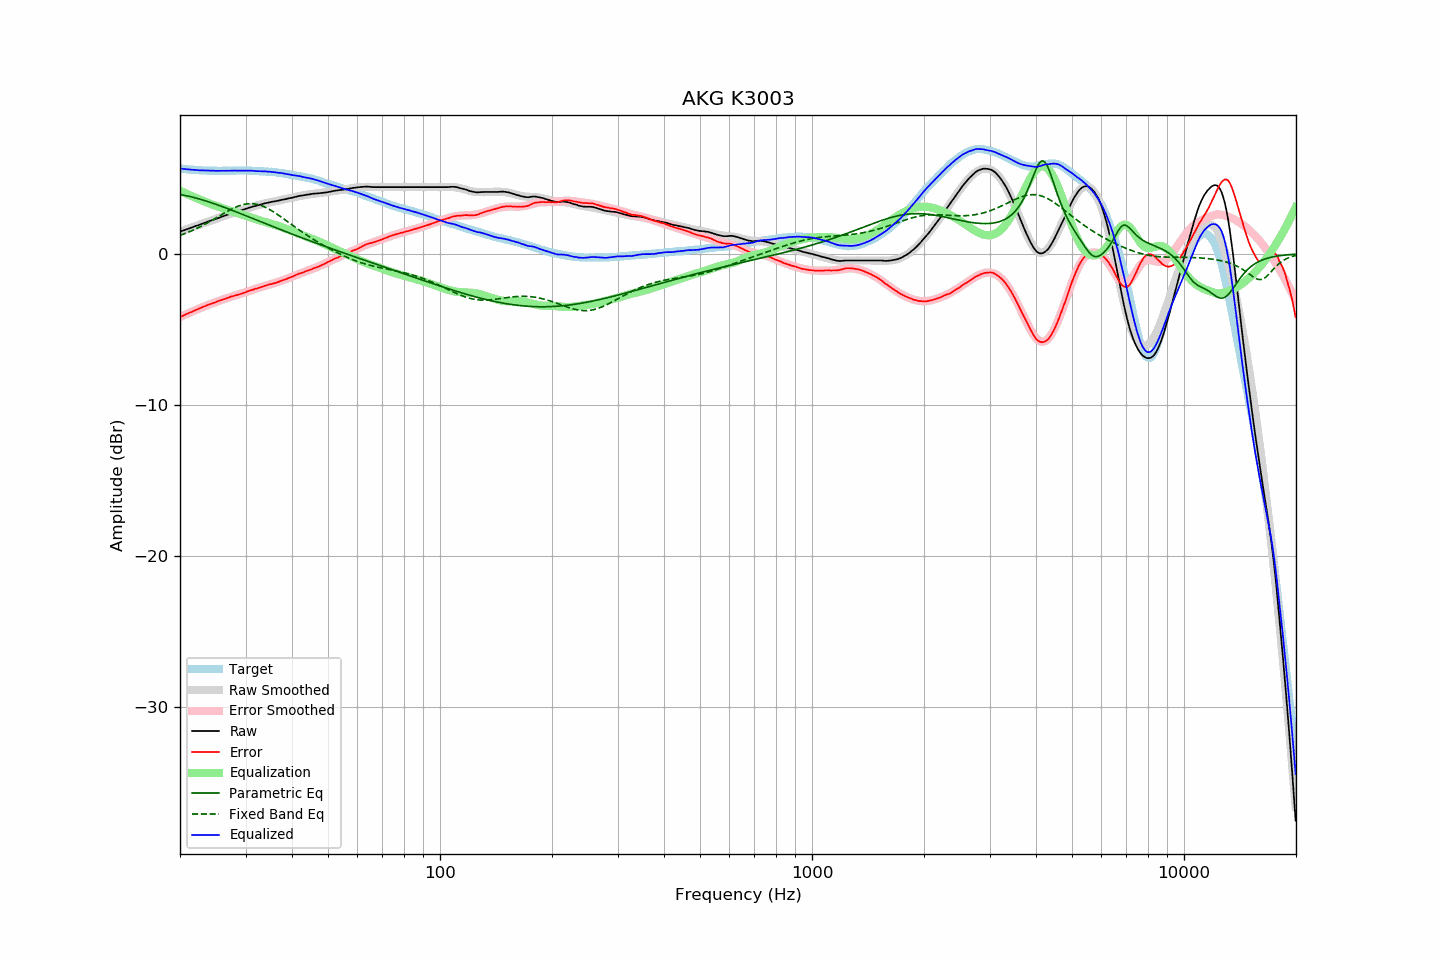 AKG K3003
Amplitude (dBr)
0
−10
−20
−30
Target
Raw Smoothed
Error Smoothed
Raw
Error
Equalization
Parametric Eq
Fixed Band Eq
Equalized
100 1000 10000
Frequency (Hz)